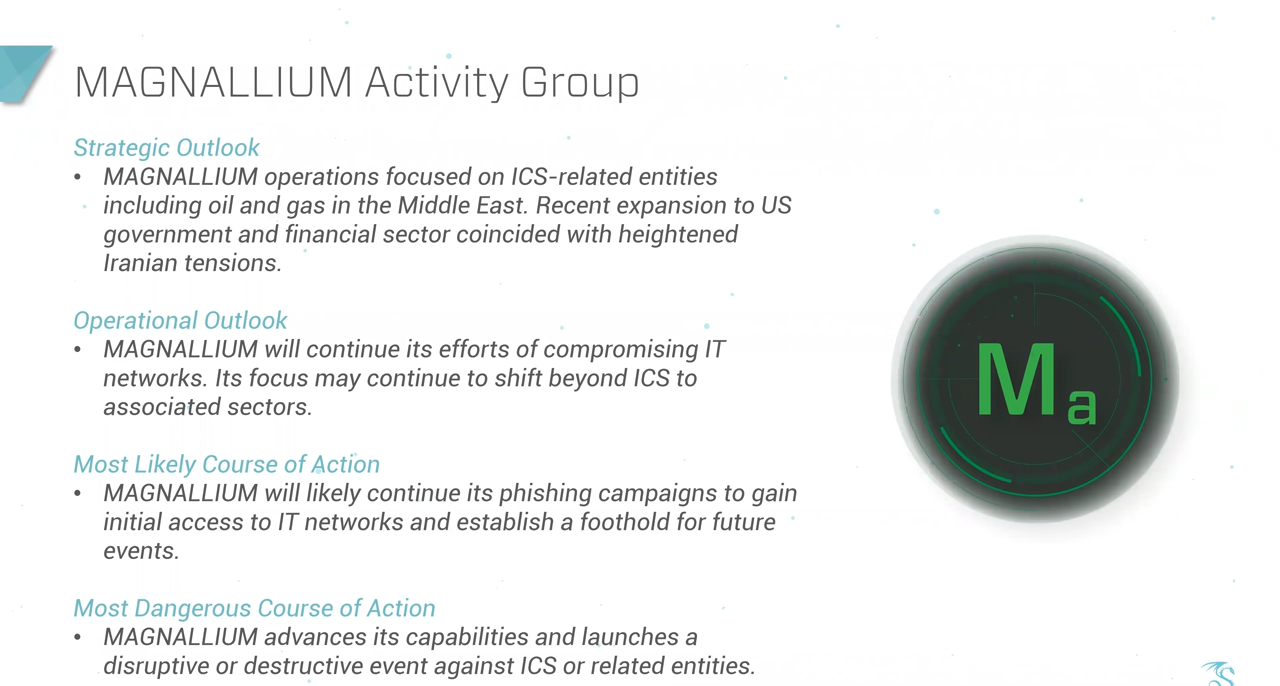 MAGNALLIUM Activity Group
Strategic Outlook
• MAGNALLIUM operations focused on ICS-related entities
including oil and gas in the Middle East. Recent expansion to US
government and financial sector coincided with heightened
Iranian tensions.
Operational Outlook
• MAGNALLIUM will continue its efforts of compromising IT
networks. Its focus may continue to shift beyond ICS to
associated sectors.
Most Likely Course of Action
• MAGNALLIUM will likely continue its phishing campaigns to gain
initial access to IT networks and establish a foothold for future
events.
Most Dangerous Course of Action
• MAGNALLIUM advances its capabilities and launches a
disruptive or destructive event against ICS or related entities.
Ma